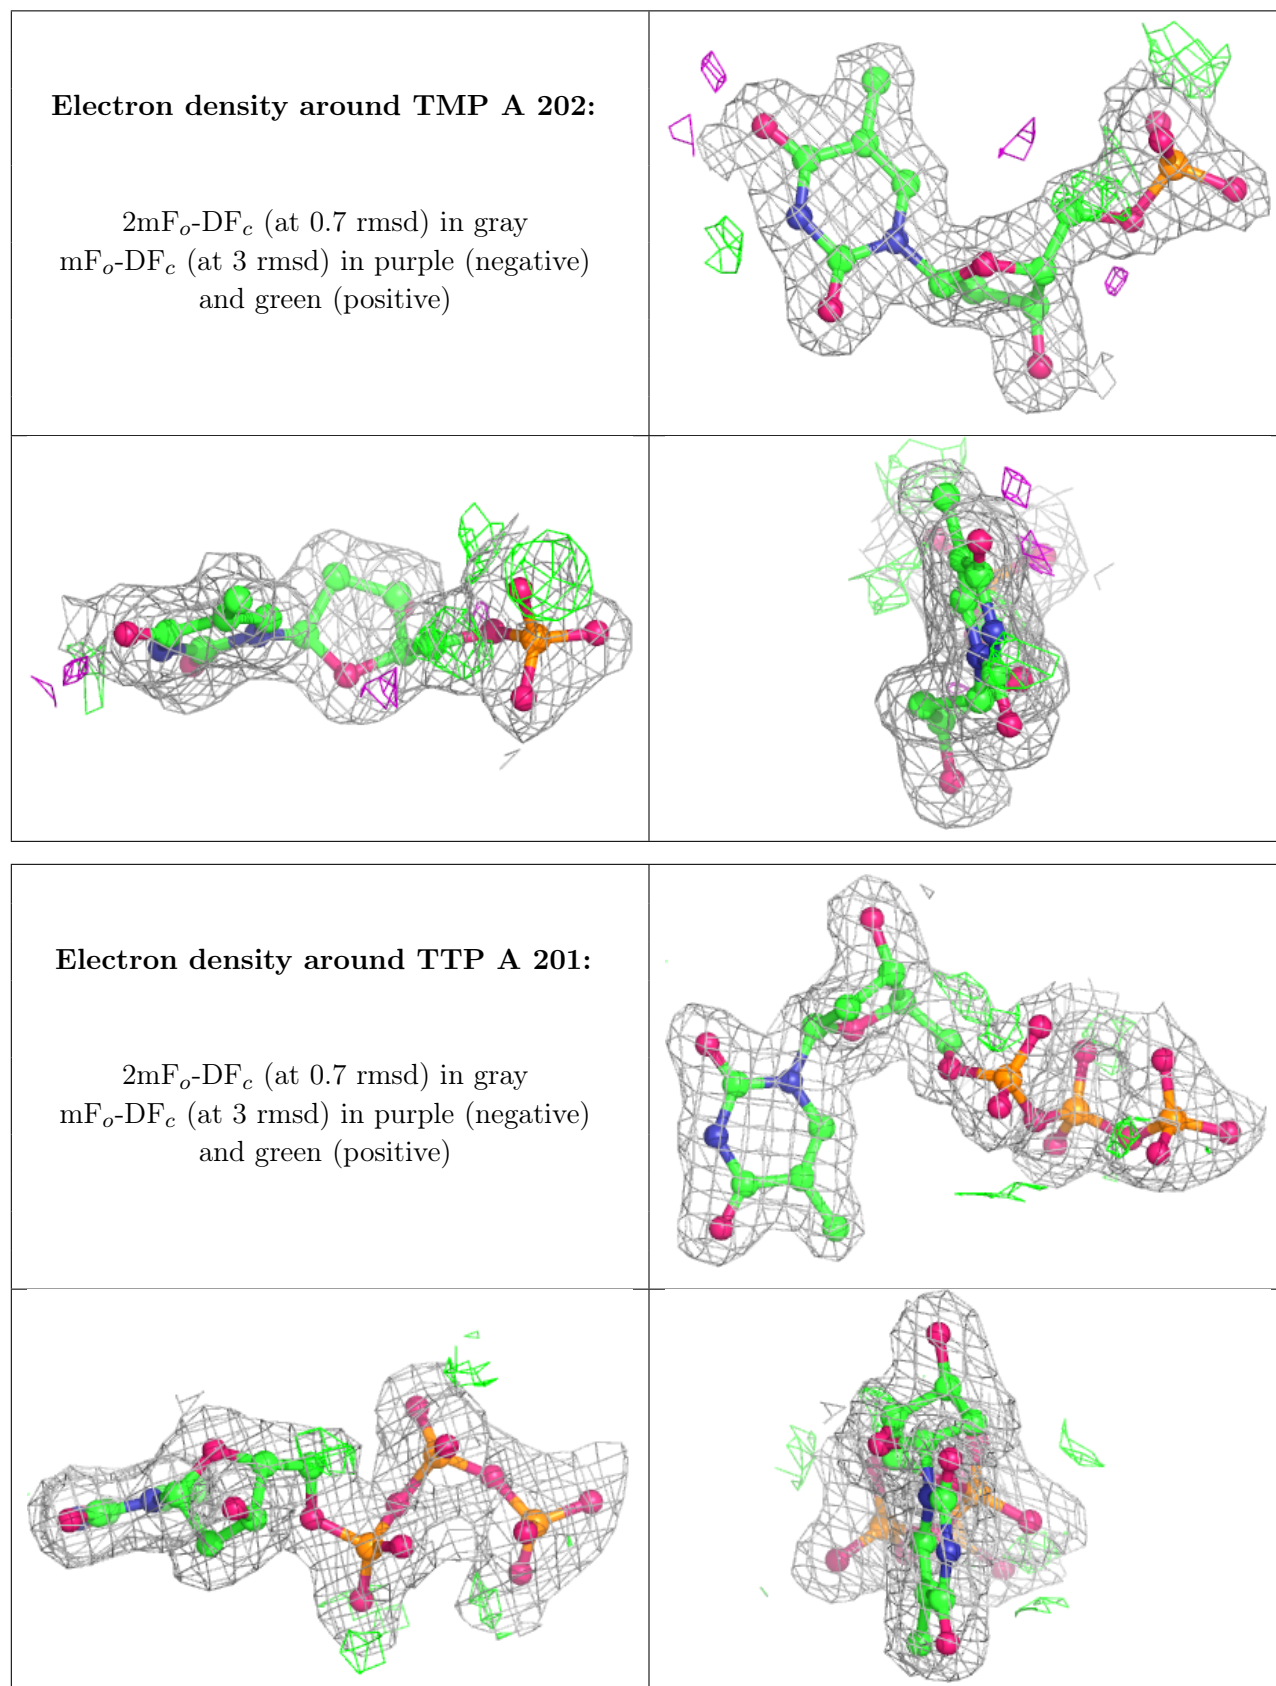 Electron density around TMP A 202:
2mFo-DFc (at 0.7 rmsd) in gray
mFo-DFc (at 3 rmsd) in purple (negative)
and green (positive)
Electron density around TTP A 201:
2mFo-DFc (at 0.7 rmsd) in gray
mFo-DFc (at 3 rmsd) in purple (negative)
and green (positive)